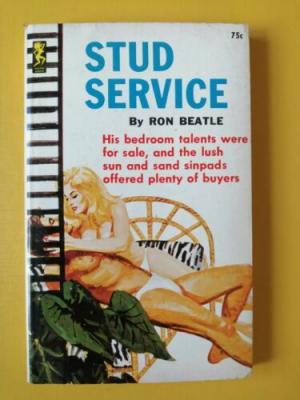 75c
STUD
SERVICE
By RON BEATLE
His bedroom talents were
for sale, and the lush
sun and sand sinpads
offered plenty of buyers